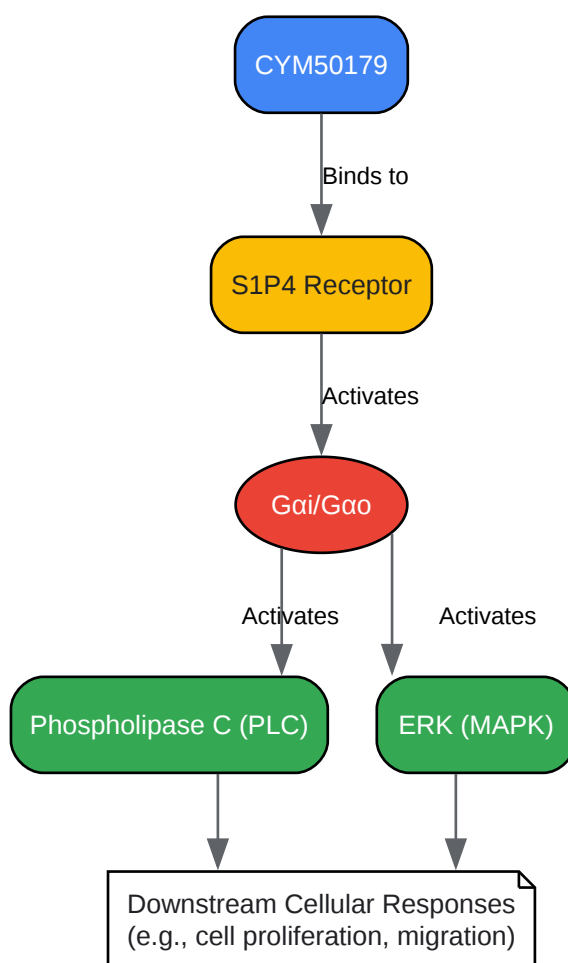 CYM50179
Binds to
S1P4 Receptor
Activates
Gαi/Gαo
Activates
Activates
Phospholipase C (PLC)
ERK (MAPK)
Downstream Cellular Responses
(e.g., cell proliferation, migration)